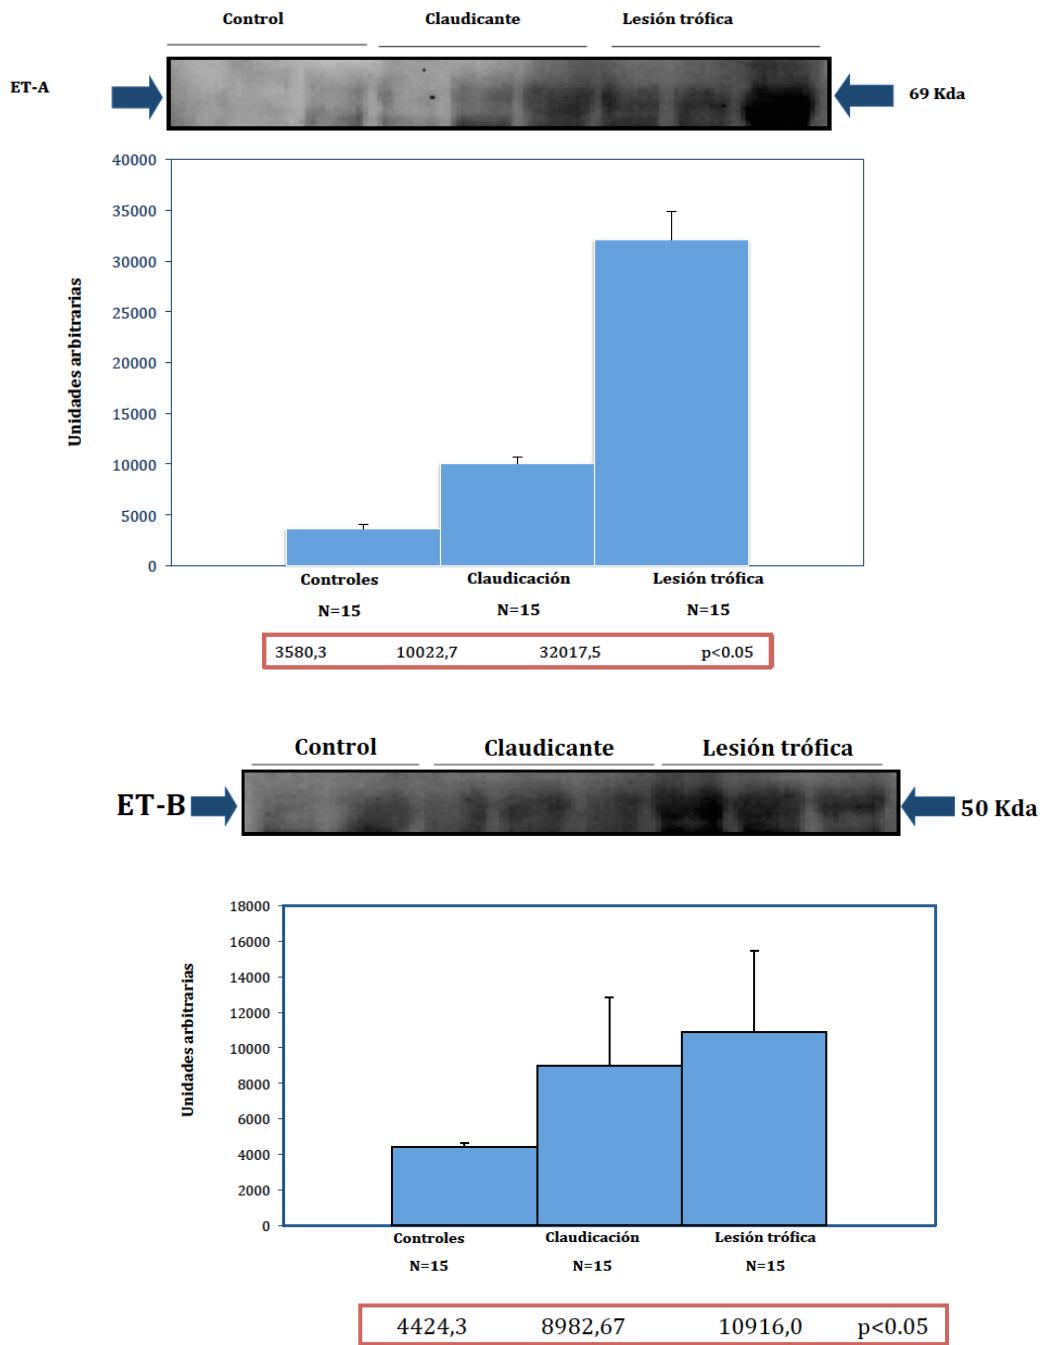 Control Claudicante Lesión trófica
ET-A 69 Kda
40000
35000
30000
25000
20000
15000
10000
5000
0
Unidades arbitrarias
Controles Claudicación Lesión trófica
N=15 N=15 N=15
3580,3 10022,7 32017,5 p<0.05
Control Claudicante Lesión trófica
ET-B 50 Kda
18000
16000
14000
12000
10000
8000
6000
4000
2000
0
Unidades arbitrarias
Controles Claudicación Lesión trófica
N=15 N=15 N=15
4424,3 8982,67 10916,0 p<0.05